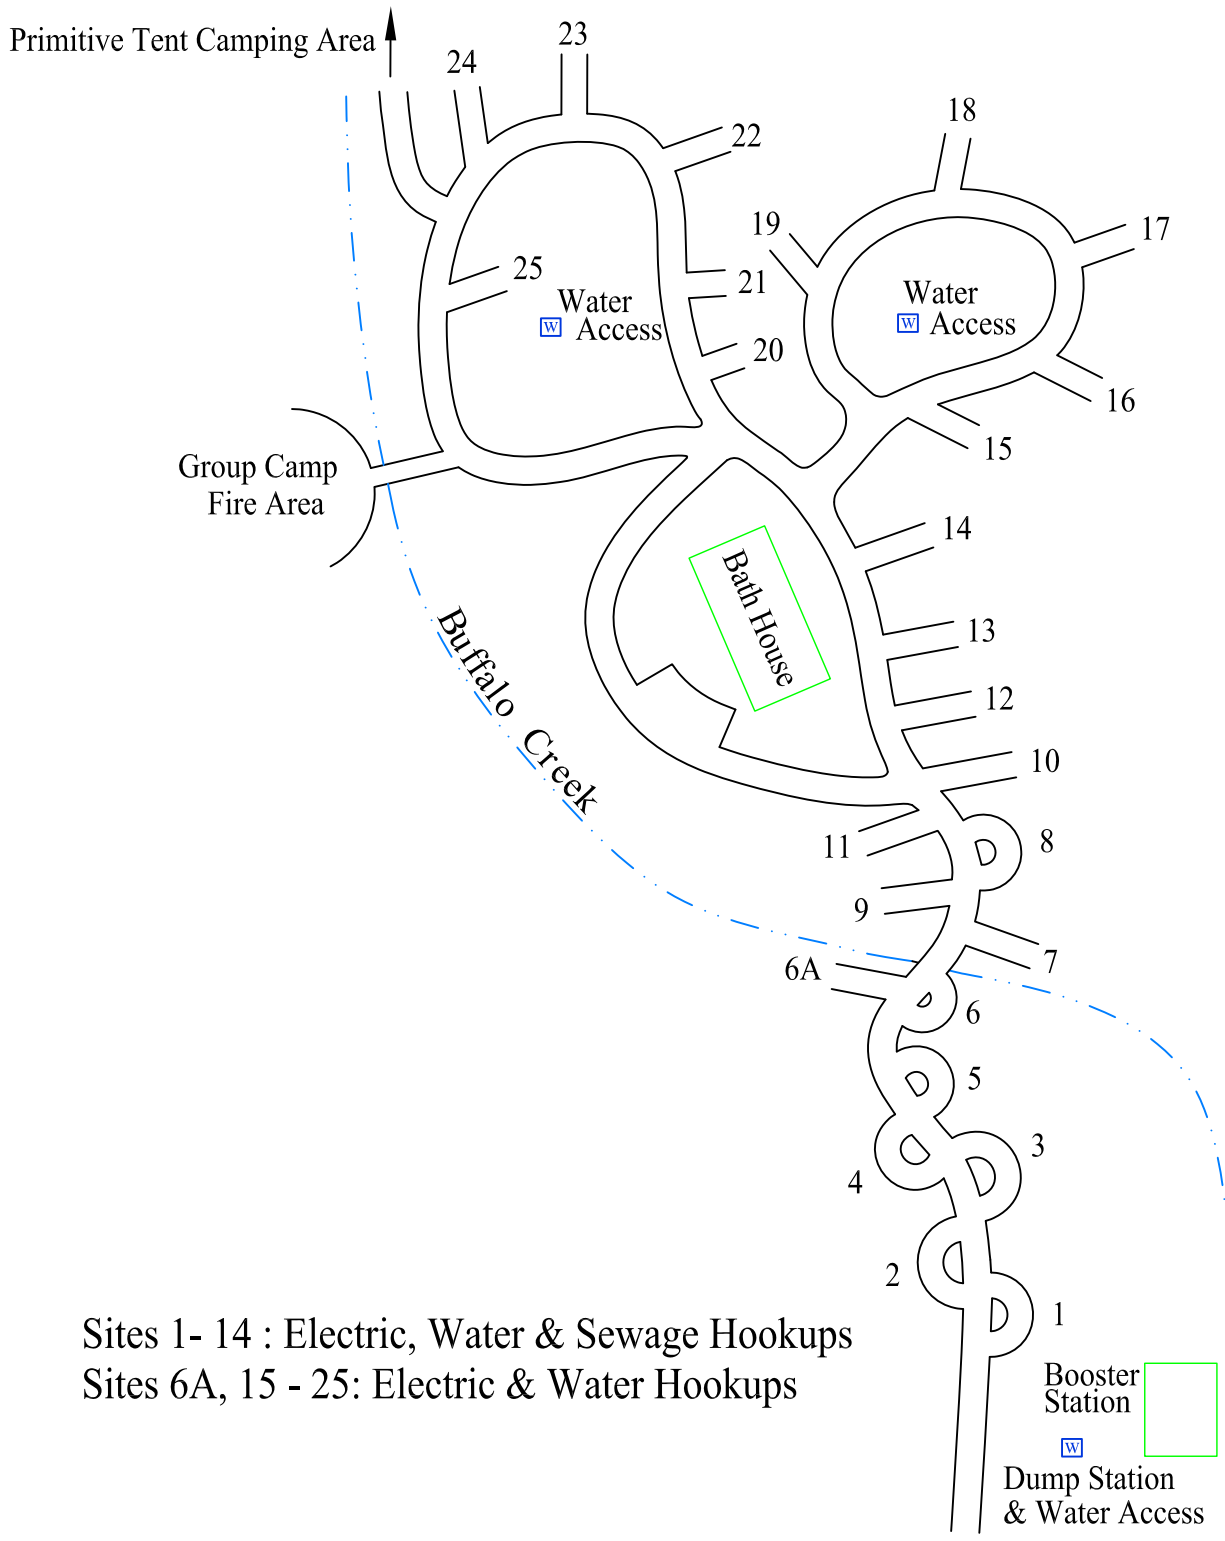 Primitive Tent Camping Area
23
24
22
18
19
17
25
21
Water
Access
W
Water
Access
W
20
16
15
Group Camp
Fire Area
14
Bath House
13
Buffalo Creek
12
10
11
8
9
7
6A
6
5
3
4
2
1
Sites 1- 14 : Electric, Water & Sewage Hookups
Sites 6A, 15 - 25: Electric & Water Hookups
Booster
Station
W
Dump Station
& Water Access